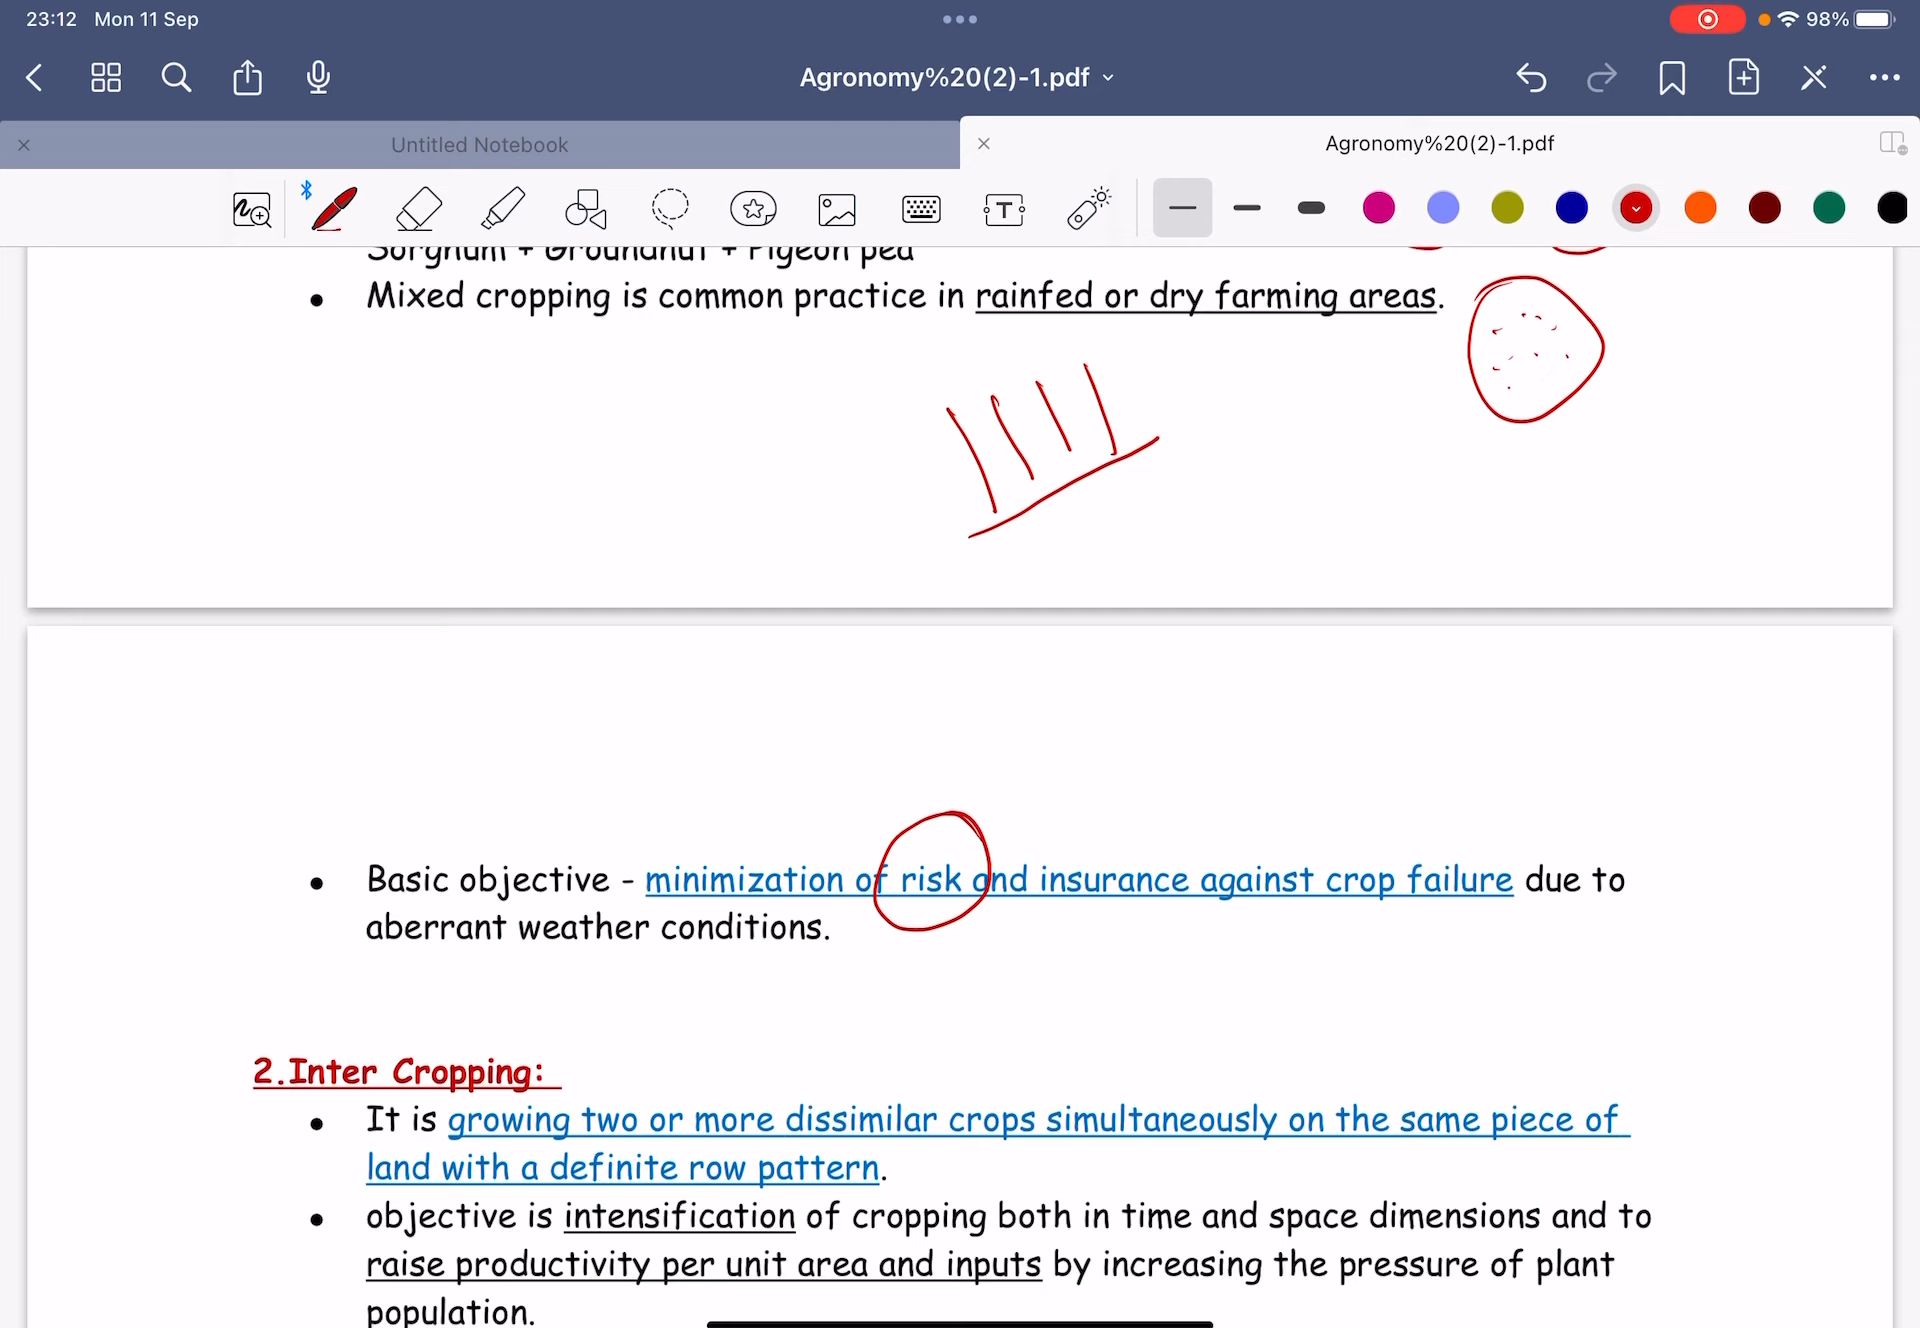 23:12 Mon 11 Sep
98%
Agronomy%20(2)-1.pdf
Untitled Notebook
Agronomy%20(2)-1.pdf
Sorghum + Groundnut + Pigeon pea
• Mixed cropping is common practice in rainfed or dry farming areas.
• Basic objective - minimization of risk and insurance against crop failure due to
aberrant weather conditions.
2.Inter Cropping:
• It is growing two or more dissimilar crops simultaneously on the same piece of
land with a definite row pattern.
• objective is intensification of cropping both in time and space dimensions and to
raise productivity per unit area and inputs by increasing the pressure of plant
population.